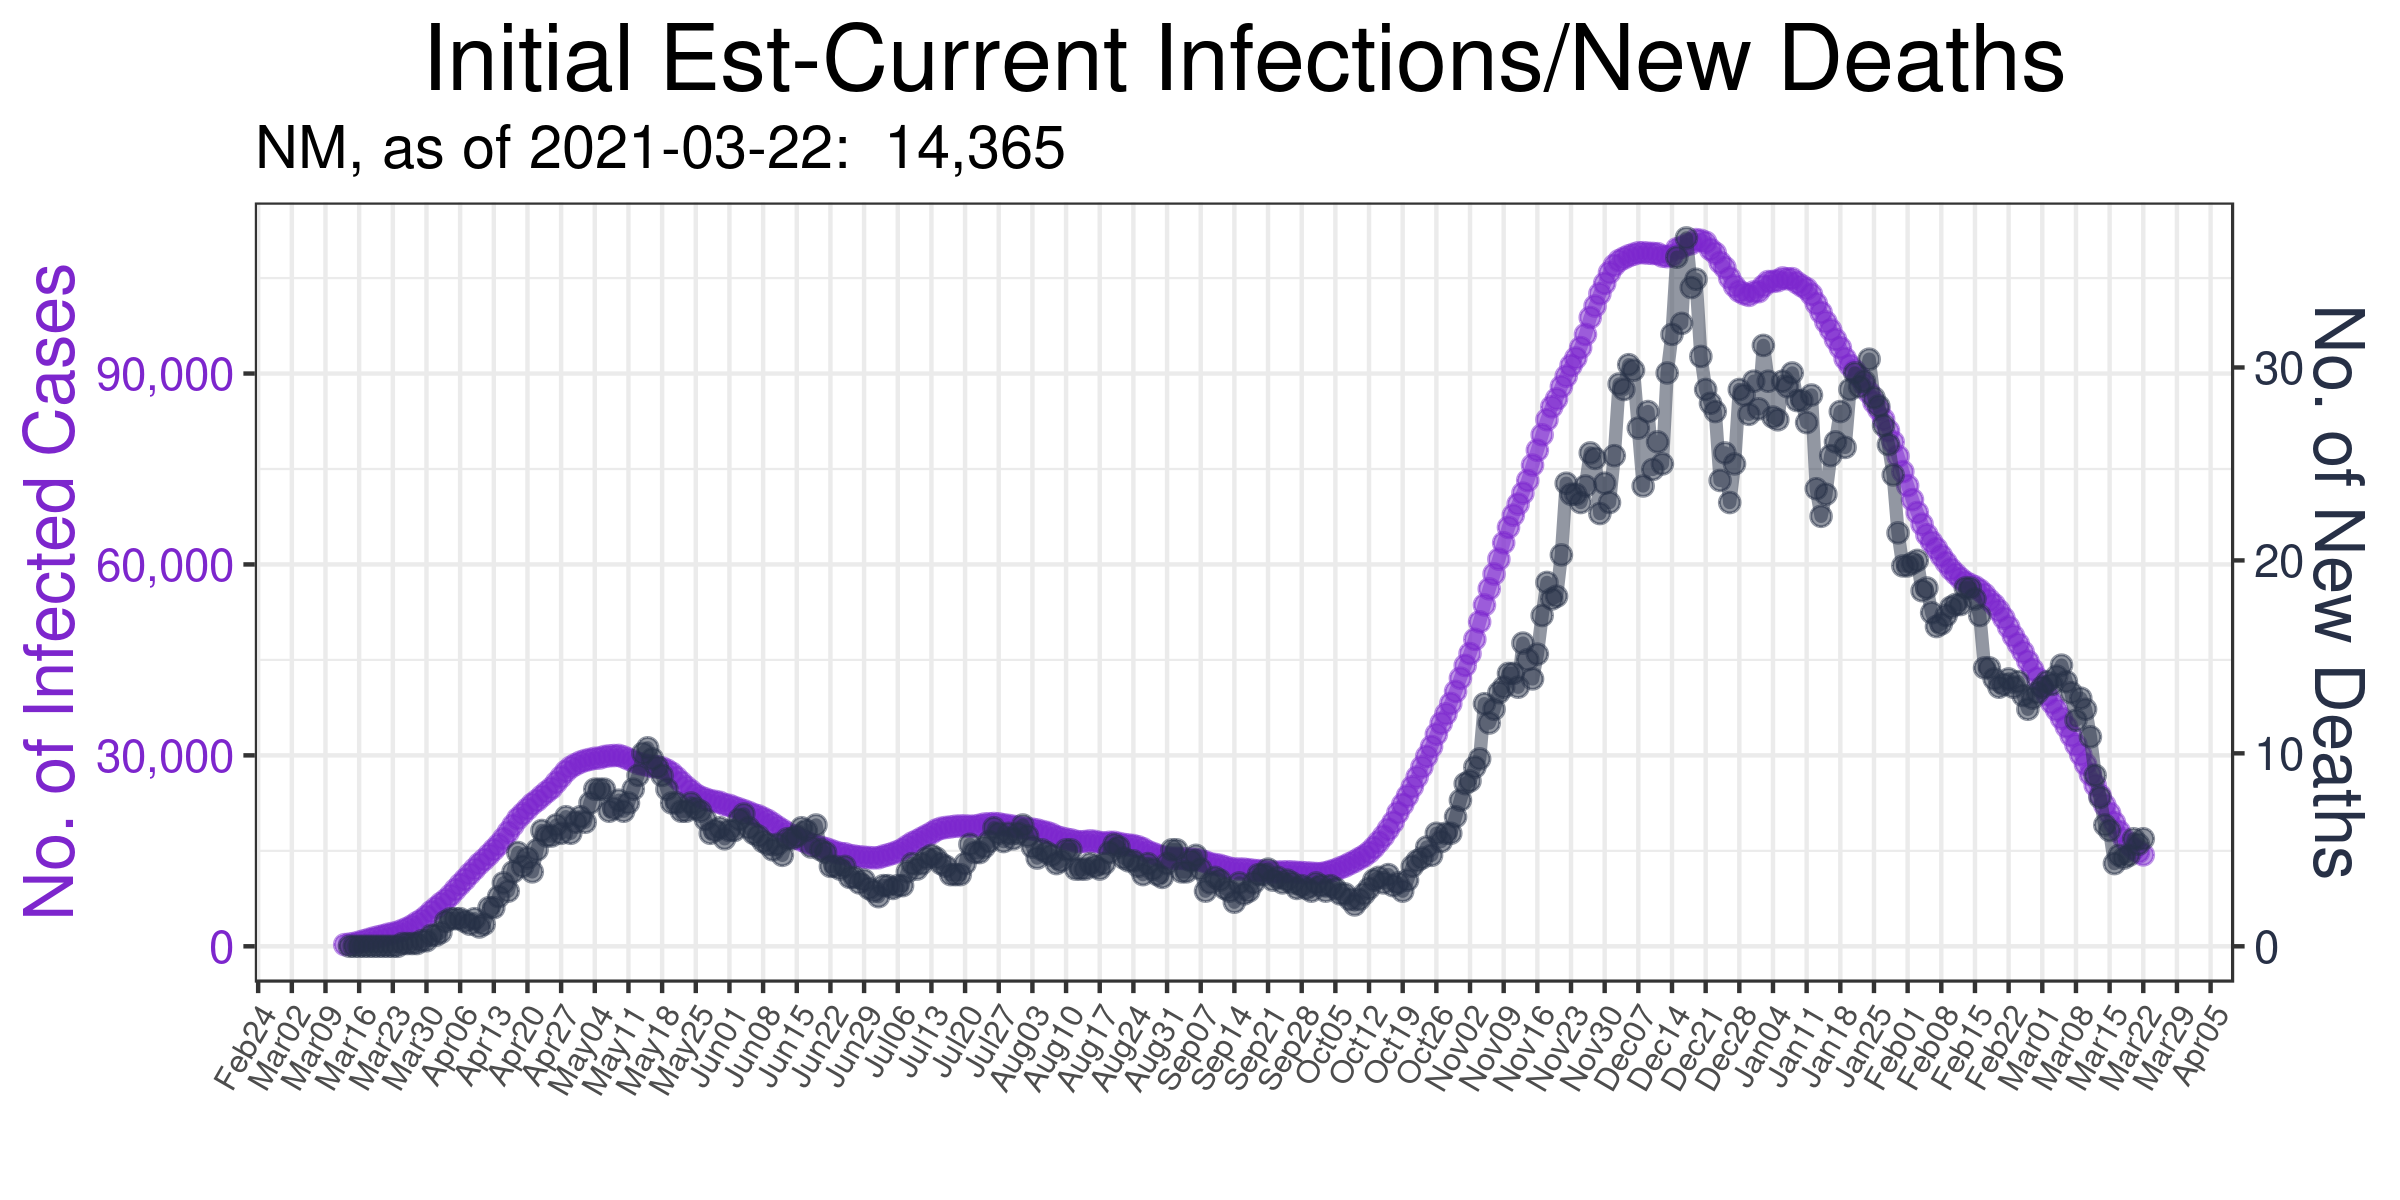 Initial Est-Current Infections/New Deaths
NM, as of 2021-03-22:  14,365
No. of Infected Cases
90,000
60,000
30,000
0
30
20
10
0
No. of New Deaths
Feb24
Mar02
Mar09
Mar16
Mar23
Mar30
Apr06
Apr13
Apr20
Apr27
May04
May11
May18
May25
Jun01
Jun08
Jun15
Jun22
Jun29
Jul06
Jul13
Jul20
Jul27
Aug03
Aug10
Aug17
Aug24
Aug31
Sep07
Sep14
Sep21
Sep28
Oct05
Oct12
Oct19
Oct26
Nov02
Nov09
Nov16
Nov23
Nov30
Dec07
Dec14
Dec21
Dec28
Jan04
Jan11
Jan18
Jan25
Feb01
Feb08
Feb15
Feb22
Mar01
Mar08
Mar15
Mar22
Mar29
Apr05